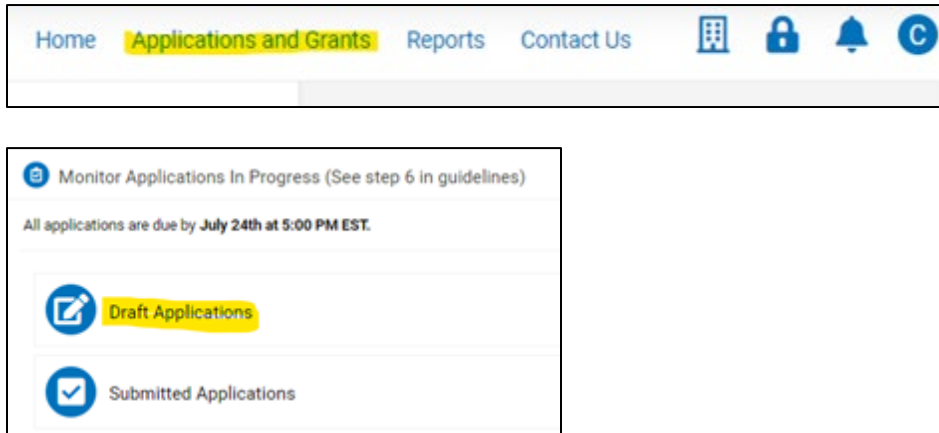 Home Applications and Grants Reports Contact Us C
Monitor Applications In Progress (See step 6 in guidelines)
All applications are due by July 24th at 5:00 PM EST.
Draft Applications
Submitted Applications